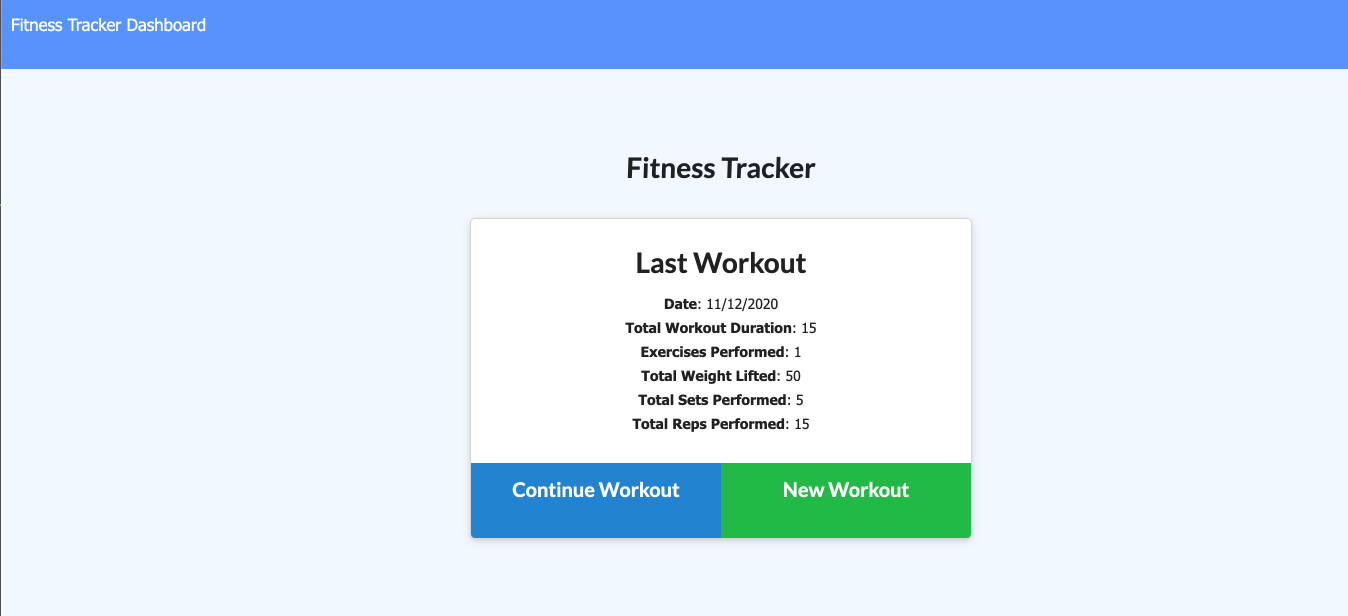 Fitness Tracker Dashboard
Fitness Tracker
Last Workout
Date: 11/12/2020
Total Workout Duration: 15
Exercises Performed: 1
Total Weight Lifted: 50
Total Sets Performed: 5
Total Reps Performed: 15
Continue Workout
New Workout